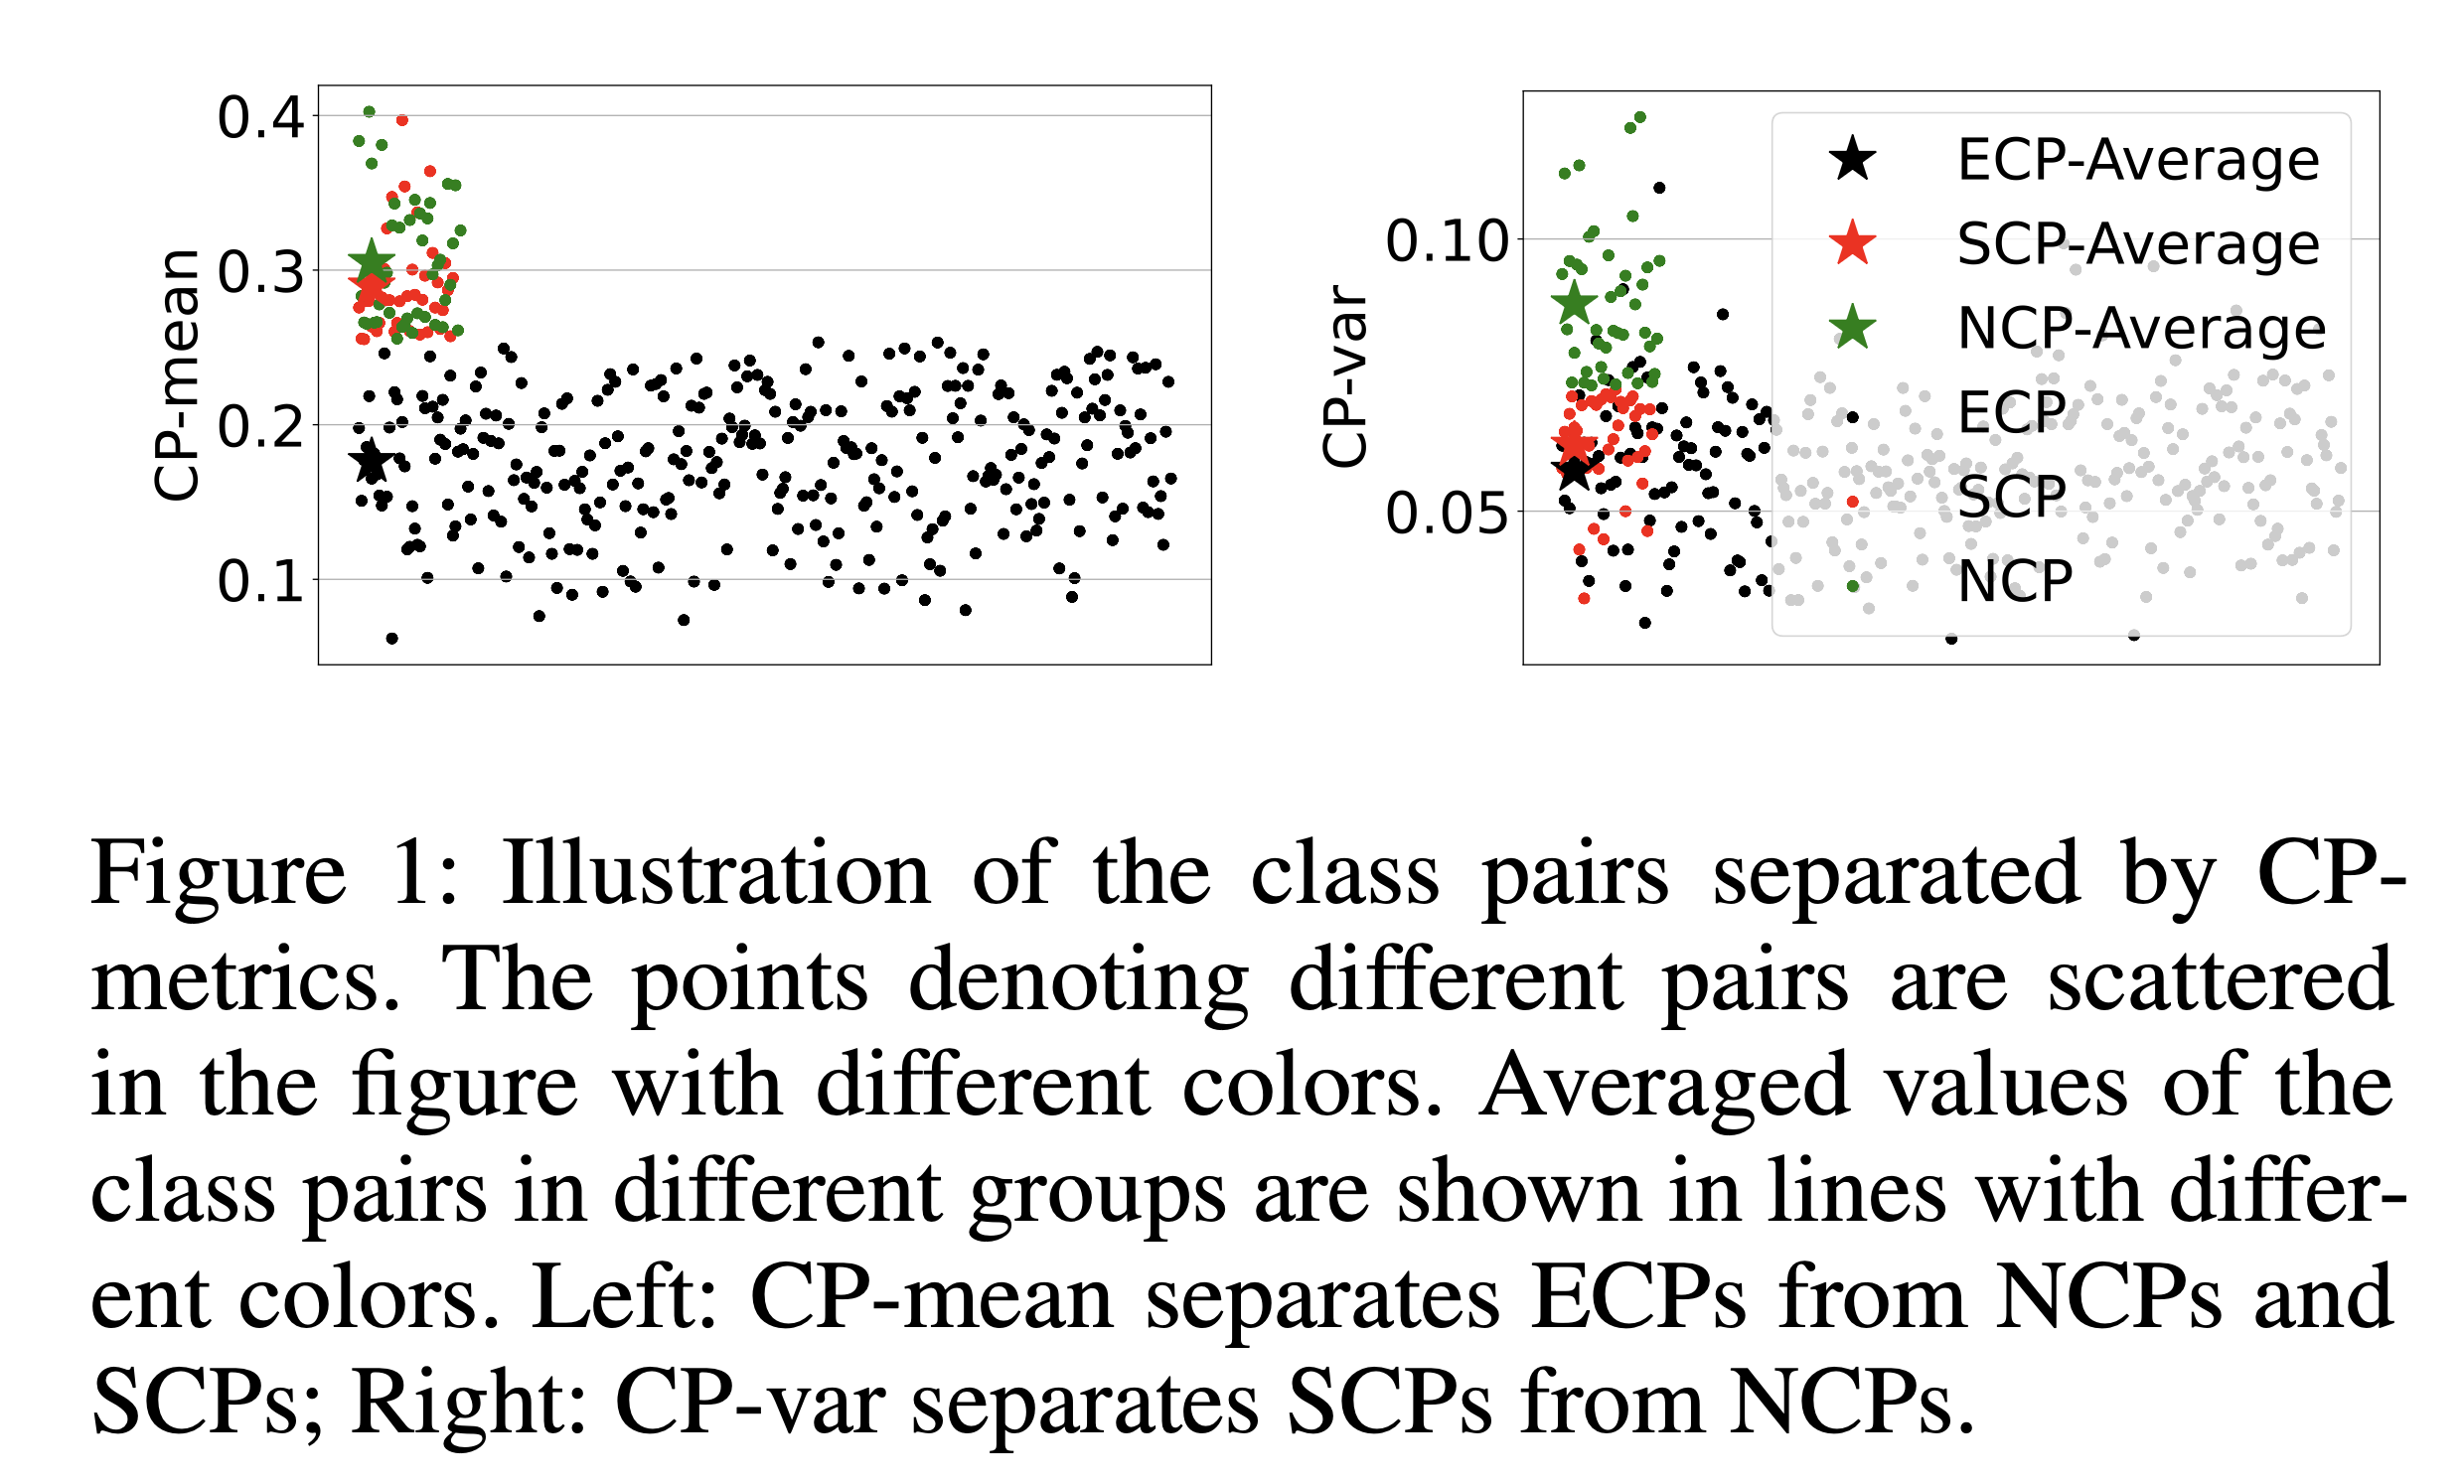 0.4
0.3
0.2
0.1
CP-mean
0.10
0.05
CP-var
ECP-Average
SCP-Average
NCP-Average
ECP
SCP
NCP
Figure 1: Illustration of the class pairs separated by CP-
metrics. The points denoting different pairs are scattered
in the figure with different colors. Averaged values of the
class pairs in different groups are shown in lines with differ-
ent colors. Left: CP-mean separates ECPs from NCPs and
SCPs; Right: CP-var separates SCPs from NCPs.